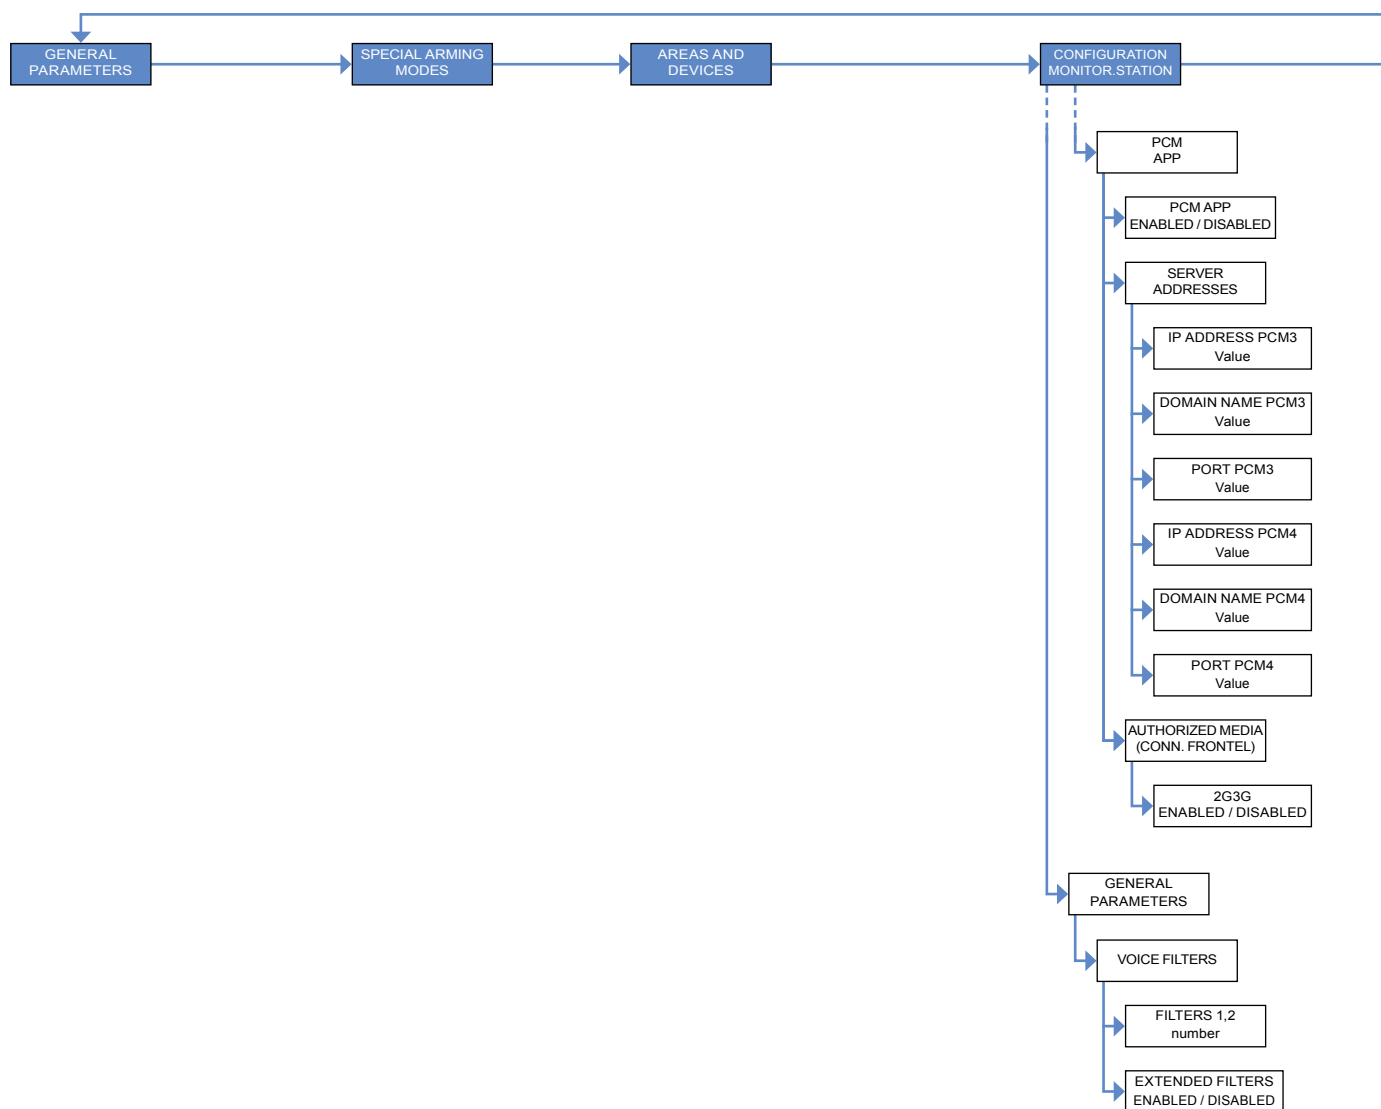 GENERAL
PARAMETERS
SPECIAL ARMING
MODES
AREAS AND
DEVICES
CONFIGURATION
MONITOR.STATION
PCM
APP
PCM APP
ENABLED / DISABLED
SERVER
ADDRESSES
IP ADDRESS PCM3
Value
DOMAIN NAME PCM3
Value
PORT PCM3
Value
IP ADDRESS PCM4
Value
DOMAIN NAME PCM4
Value
PORT PCM4
Value
AUTHORIZED MEDIA
(CONN. FRONTEL)
2G3G
ENABLED / DISABLED
GENERAL
PARAMETERS
VOICE FILTERS
FILTERS 1,2
number
EXTENDED FILTERS
ENABLED / DISABLED